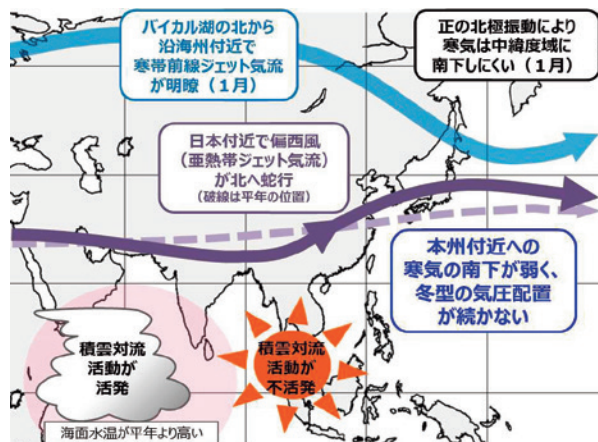 バイカル湖の北から
沿海州付近で
寒帯前線ジェット気流
が明瞭（１月）
正の北極振動により
寒気は中緯度域に
南下しにくい（１月）
日本付近で偏西風
（亜熱帯ジェット気流）
が北へ蛇行
（破線は平年の位置）
本州付近への
寒気の南下が弱く、
冬型の気圧配置
が続かない
積雲対流
活動が
活発
積雲対流
活動が
不活発
海面水温が平年より高い